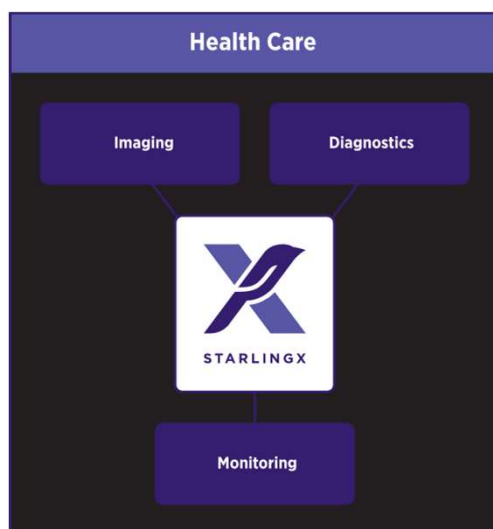 Health Care
Imaging
Diagnostics
STARLINGX
Monitoring